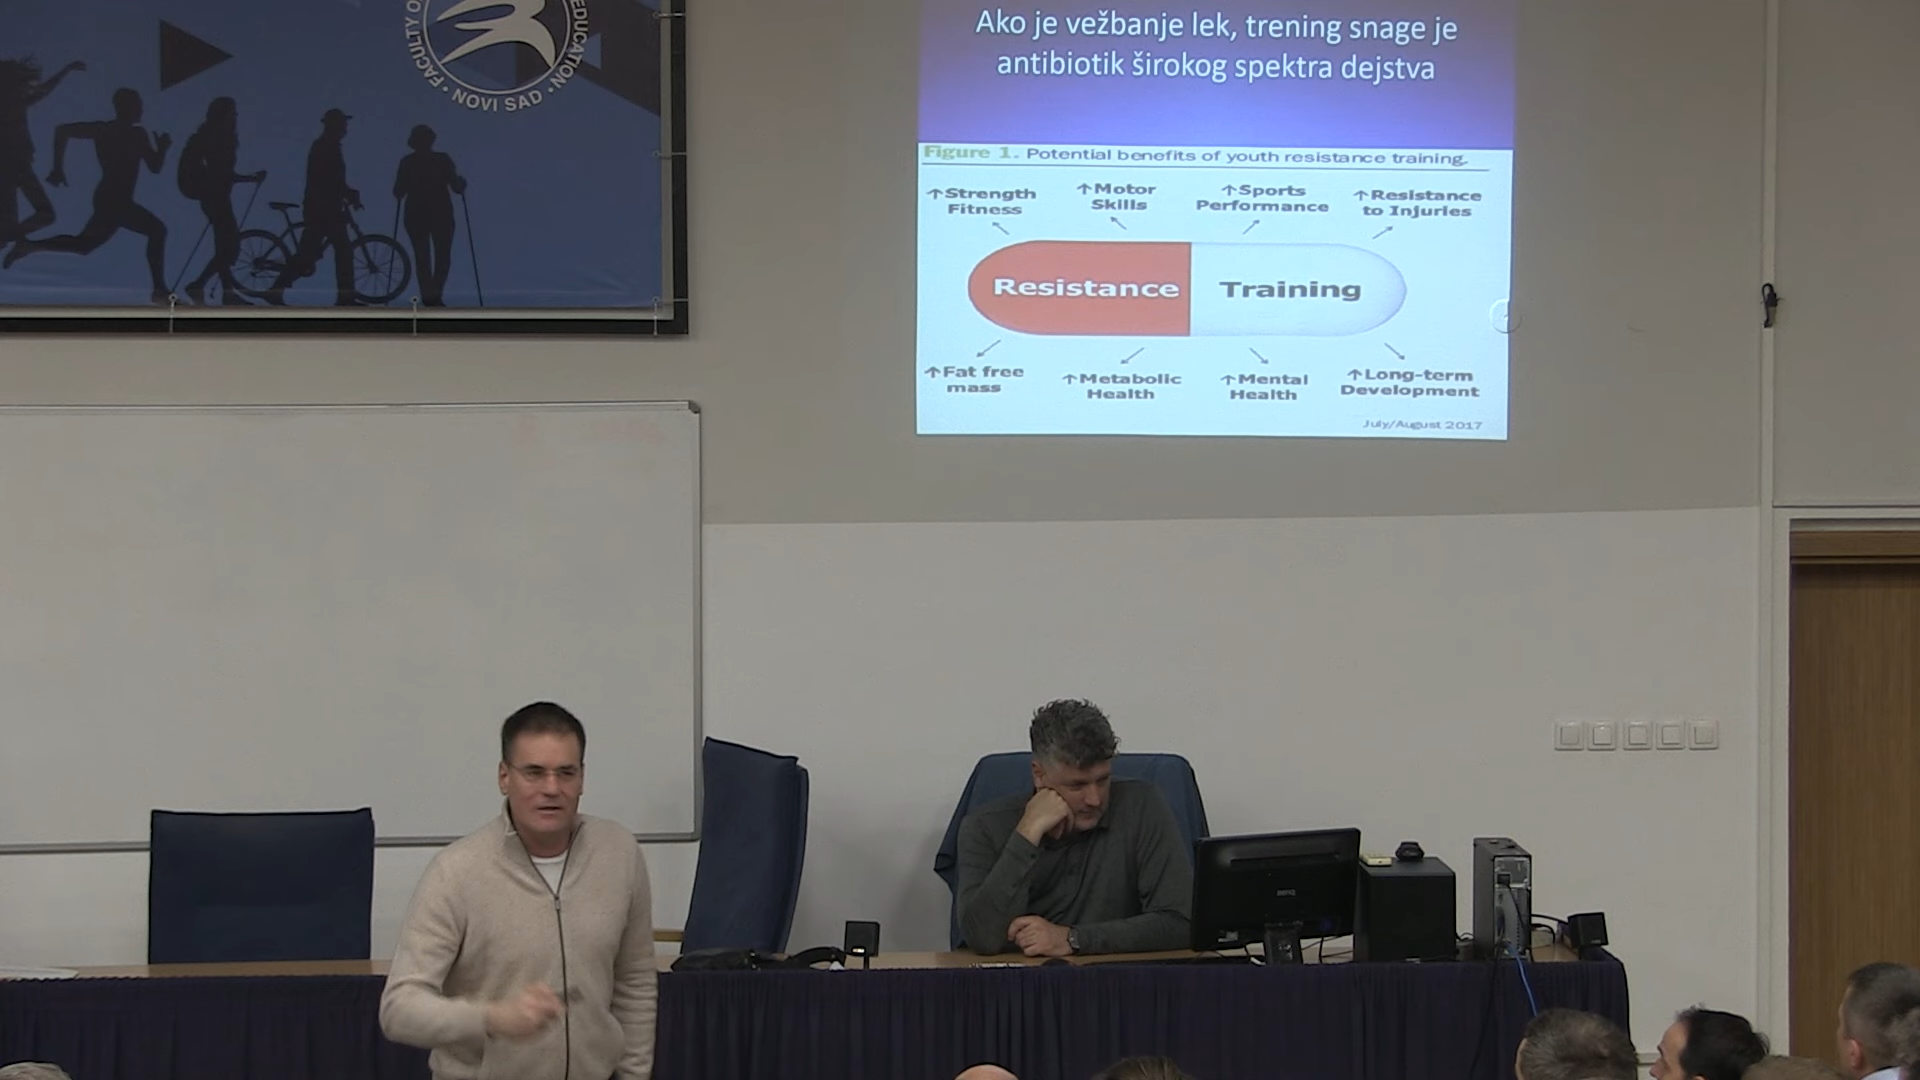 FACULTY O
EDUCATION
• NOVI SAD •
Ako je vežbanje lek, trening snage je
antibiotik širokog spektra dejstva
Figure 1. Potential benefits of youth resistance training.
↑Strength
Fitness
↑Motor
Skills
↑Sports
Performance
↑Resistance
to Injuries
Resistance
Training
↑Fat free
mass
↑Metabolic
Health
↑Mental
Health
↑Long-term
Development
July/August 2017
BenQ